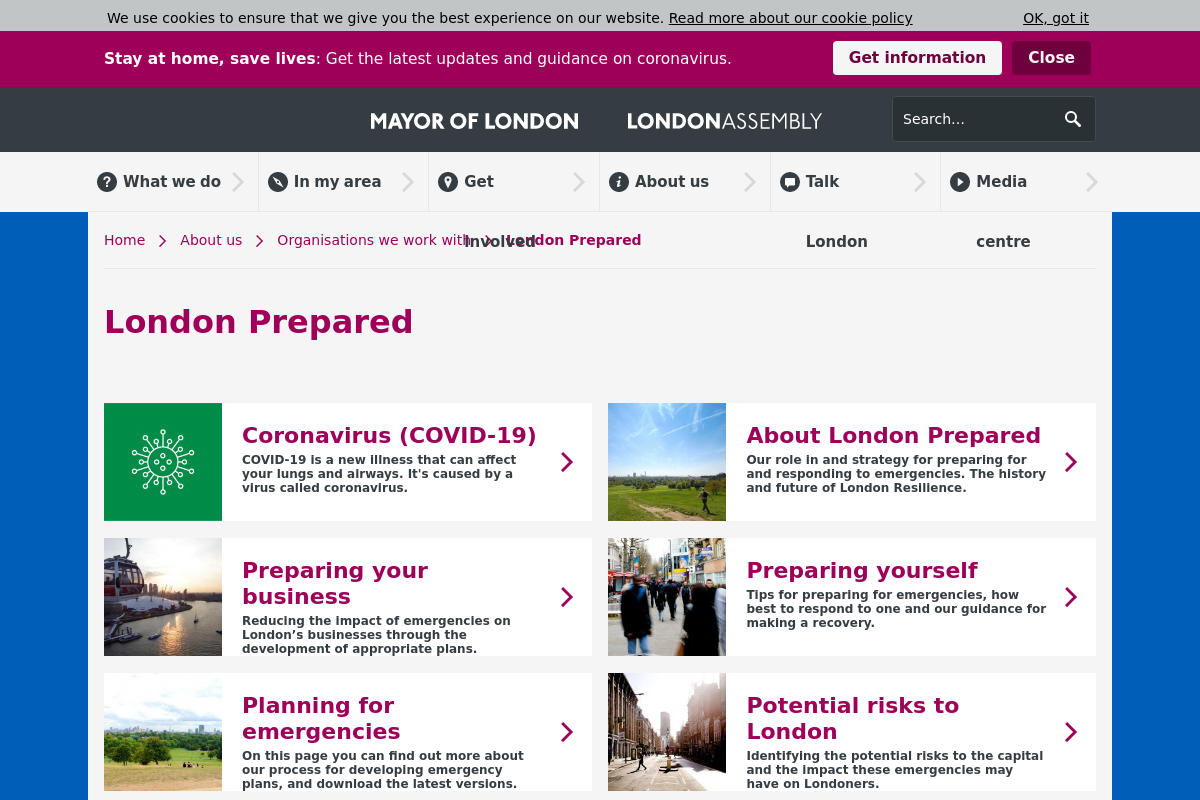 We use cookies to ensure that we give you the best experience on our website. Read more about our cookie policy
OK, got it
Stay at home, save lives: Get the latest updates and guidance on coronavirus.
Get information
Close
MAYOR OF LONDON
LONDONASSEMBLY
Search...
What we do
In my area
Get
Involved
About us
Talk
London
Media
centre
Home
About us
Organisations we work with
London Prepared
London Prepared
Coronavirus (COVID-19)
COVID-19 is a new illness that can affect
your lungs and airways. It's caused by a
virus called coronavirus.
About London Prepared
Our role in and strategy for preparing for
and responding to emergencies. The history
and future of London Resilience.
Preparing your
business
Reducing the impact of emergencies on
London’s businesses through the
development of appropriate plans.
Preparing yourself
Tips for preparing for emergencies, how
best to respond to one and our guidance for
making a recovery.
Planning for
emergencies
On this page you can find out more about
our process for developing emergency
plans, and download the latest versions.
Potential risks to
London
Identifying the potential risks to the capital
and the impact these emergencies may
have on Londoners.